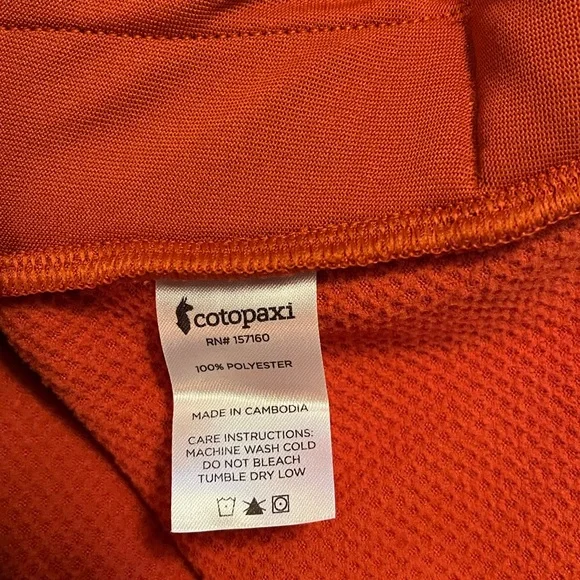 cotopaxi
RN# 157160
100% POLYESTER
MADE IN CAMBODIA
CARE INSTRUCTIONS:
MACHINE WASH COLD
DO NOT BLEACH
TUMBLE DRY LOW